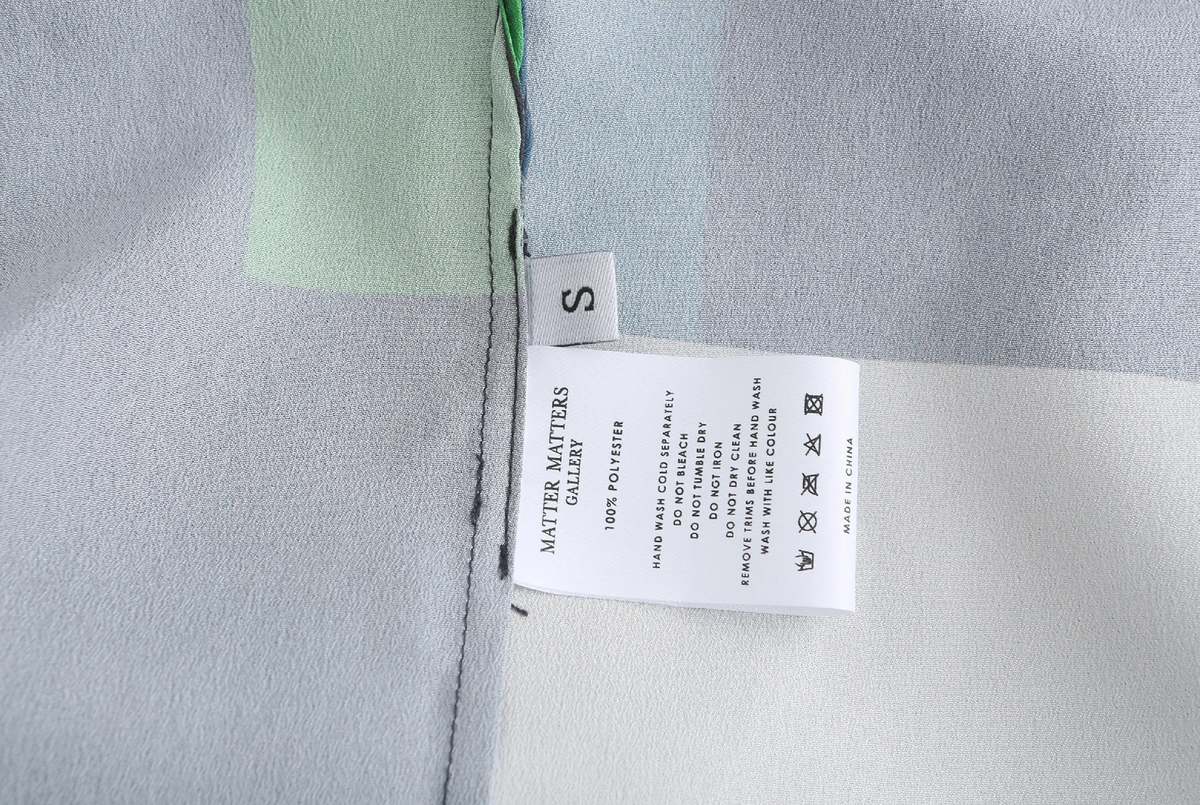 S
MATTER MATTERS
GALLERY
100% POLYESTER
HAND WASH COLD SEPARATELY
DO NOT BLEACH
DO NOT TUMBLE DRY
DO NOT IRON
DO NOT DRY CLEAN
REMOVE TRIMS BEFORE HAND WASH
WASH WITH LIKE COLOUR
MADE IN CHINA